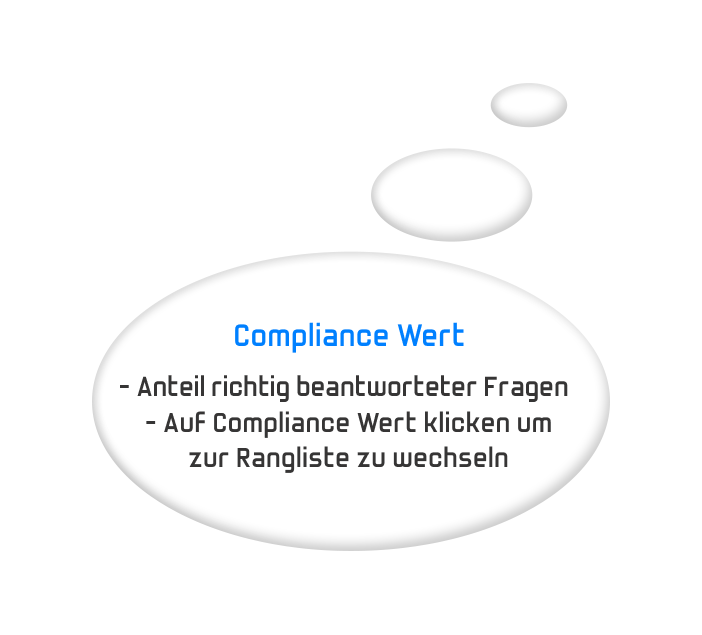 Compliance Wert
- Anteil richtig beantworteter Fragen
- Auf Compliance Wert klicken um
zur Rangliste zu wechseln